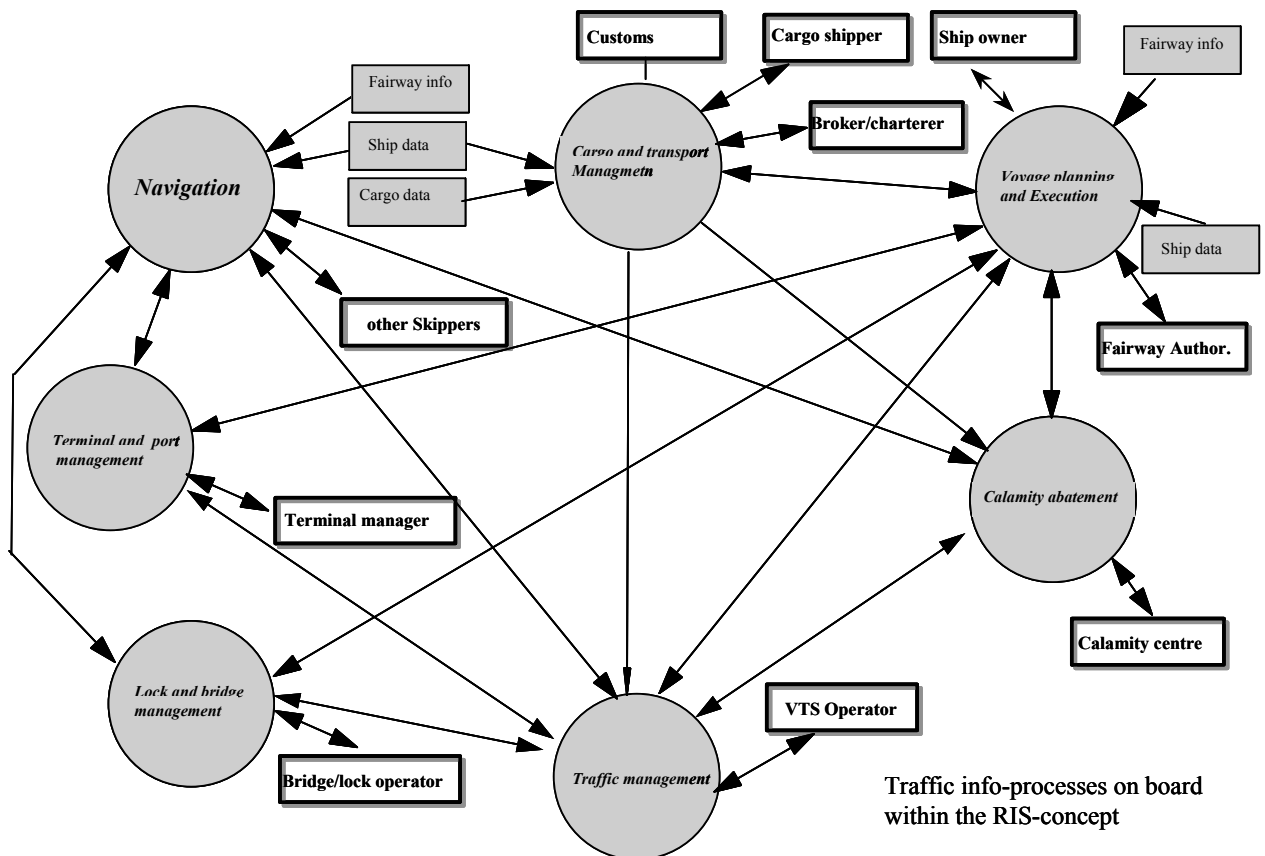 Customs
Cargo shipper
Ship owner
Fairway info
Fairway info
Ship data
Cargo data
Broker/charterer
Navigation
Cargo and transport
Managmetn
Voyage planning
and Execution
Ship data
other Skippers
Fairway Author.
Terminal and port
management
Terminal manager
Calamity abatement
Calamity centre
Lock and bridge
management
Bridge/lock operator
VTS Operator
Traffic management
Traffic info-processes on board
within the RIS-concept